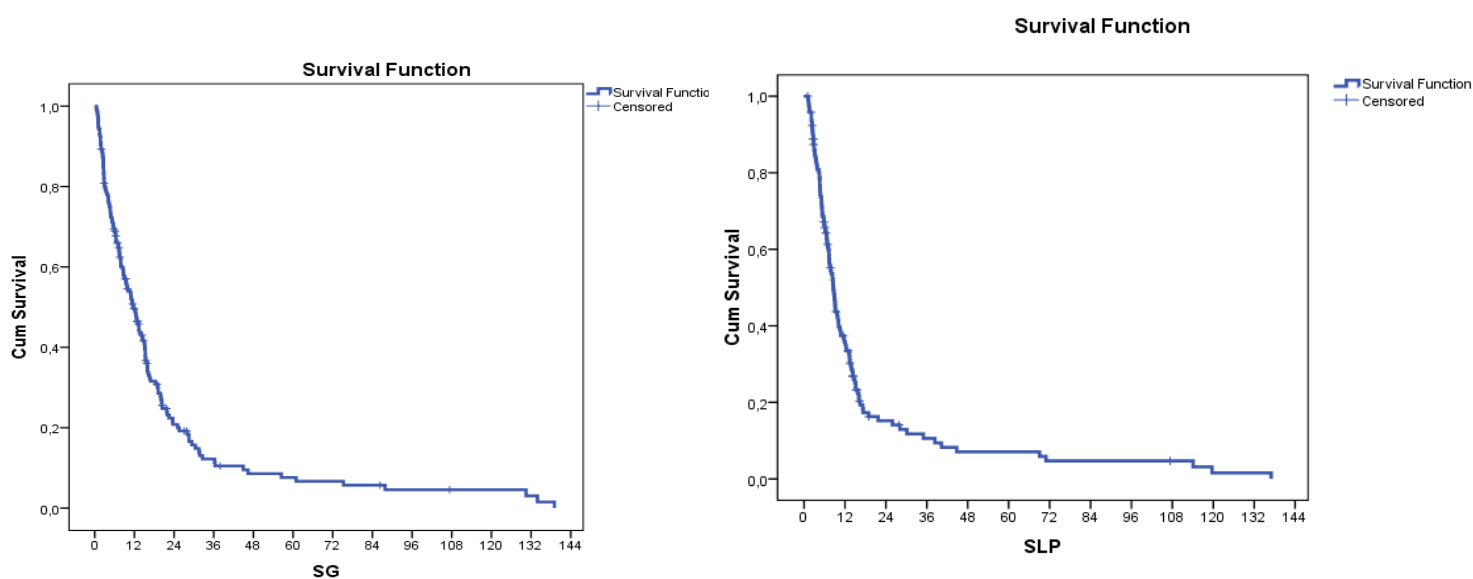 Survival Function
Survival Functio
Censored
1,0
0,8
0,6
0,4
0,2
0,0
Cum Survival
0 12 24 36 48 60 72 84 96 108 120 132 144
SG
Survival Function
Survival Function
Censored
1,0
0,8
0,6
0,4
0,2
0,0
Cum Survival
0 12 24 36 48 60 72 84 96 108 120 132 144
SLP